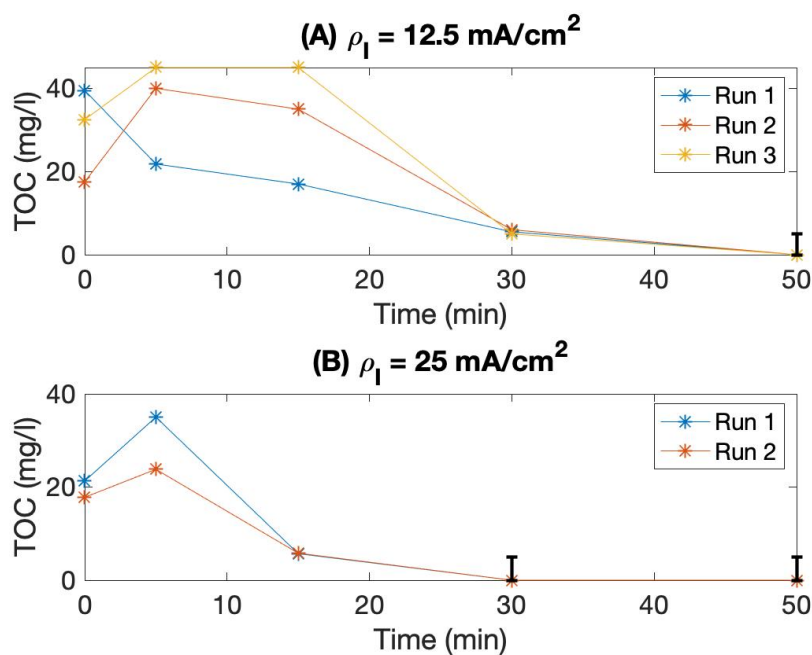 (A) ρI = 12.5 mA/cm2
TOC (mg/l)
40
20
0
Run 1
Run 2
Run 3
0 10 20 30 40 50
Time (min)
(B) ρI = 25 mA/cm2
TOC (mg/l)
40
20
0
Run 1
Run 2
0 10 20 30 40 50
Time (min)